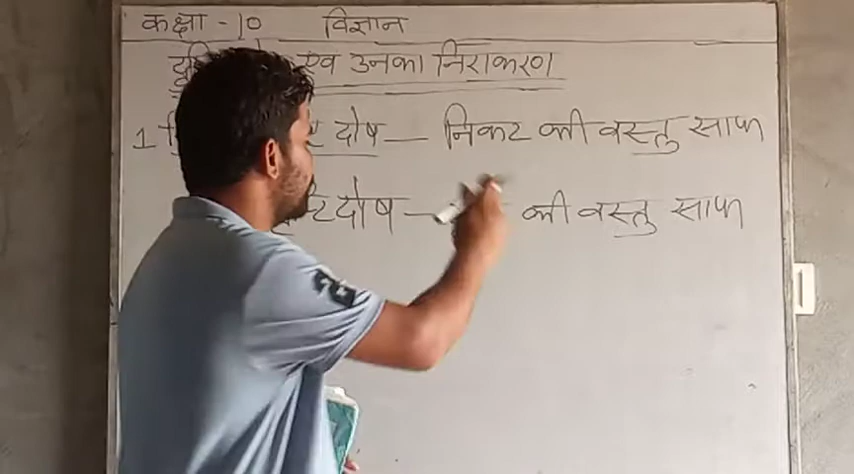 कक्षा - 10 विज्ञान
एवं उनका निराकरण
1 दोष — निकट की वस्तु साफ
दोष — की वस्तु साफ